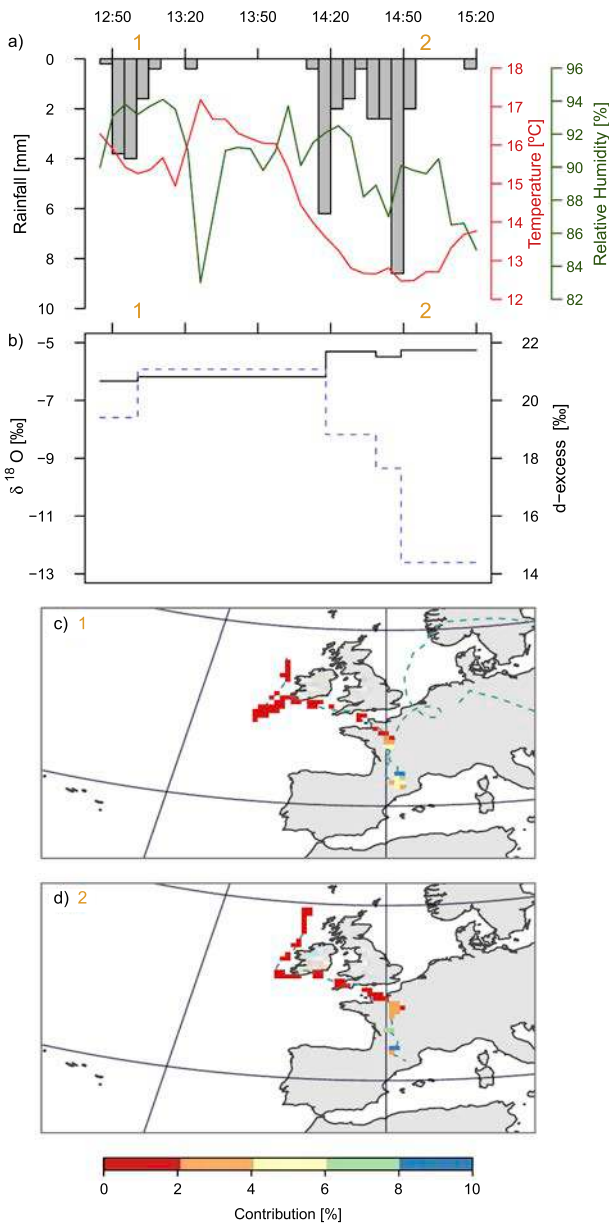 12:50 13:20 13:50 14:20 14:50 15:20
a) 1 2
0 18 96
2 17 94
4 16 92
6 15 90
8 14 88
10 13 86
12 84
82
Rainfall [mm]
Temperature [ºC]
Relative Humidity [%]
1 2
b)
−5 22
−7 20
−9 18
−11 16
−13 14
δ 18 O [‰]
d−excess [‰]
c) 1
d) 2
0 2 4 6 8 10
Contribution [%]